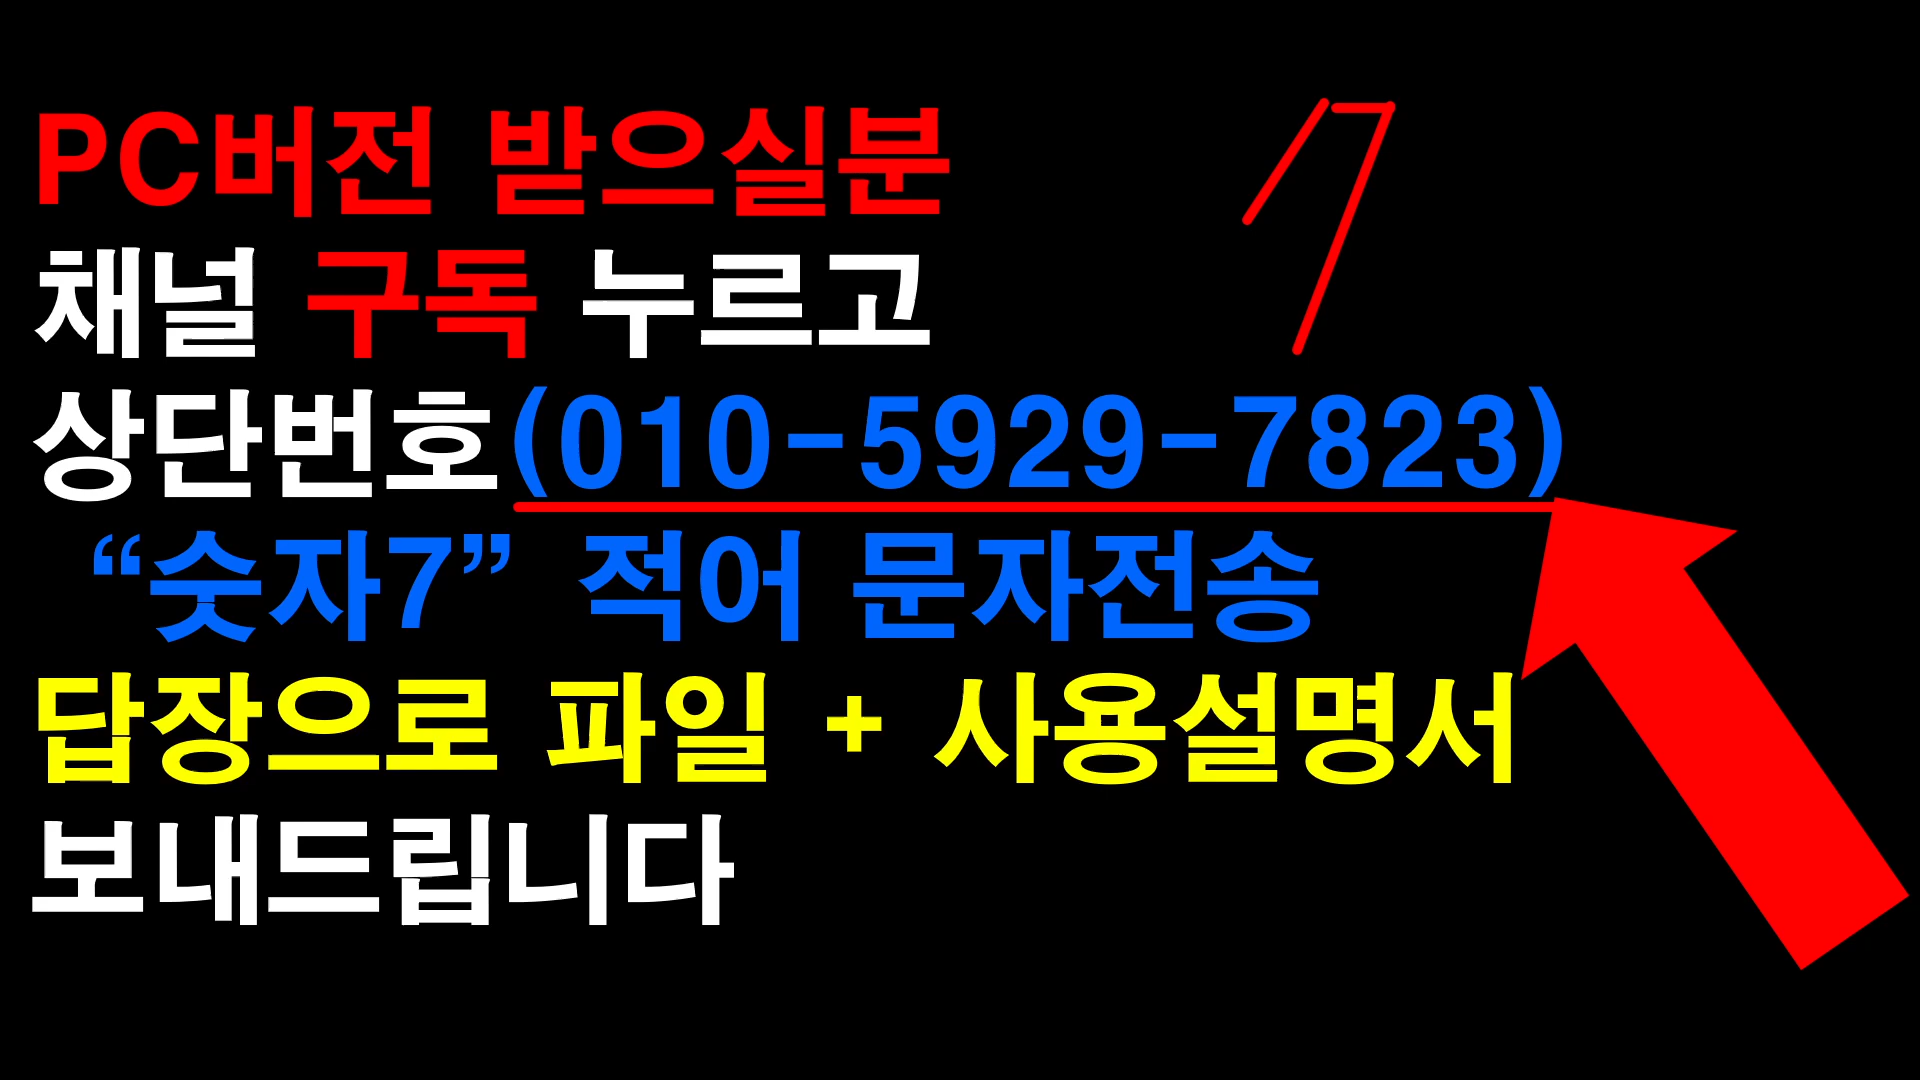 7
PC버전 받으실분
채널 구독 누르고
상단번호(010-5929-7823)
“숫자7” 적어 문자전송
답장으로 파일 + 사용설명서
보내드립니다